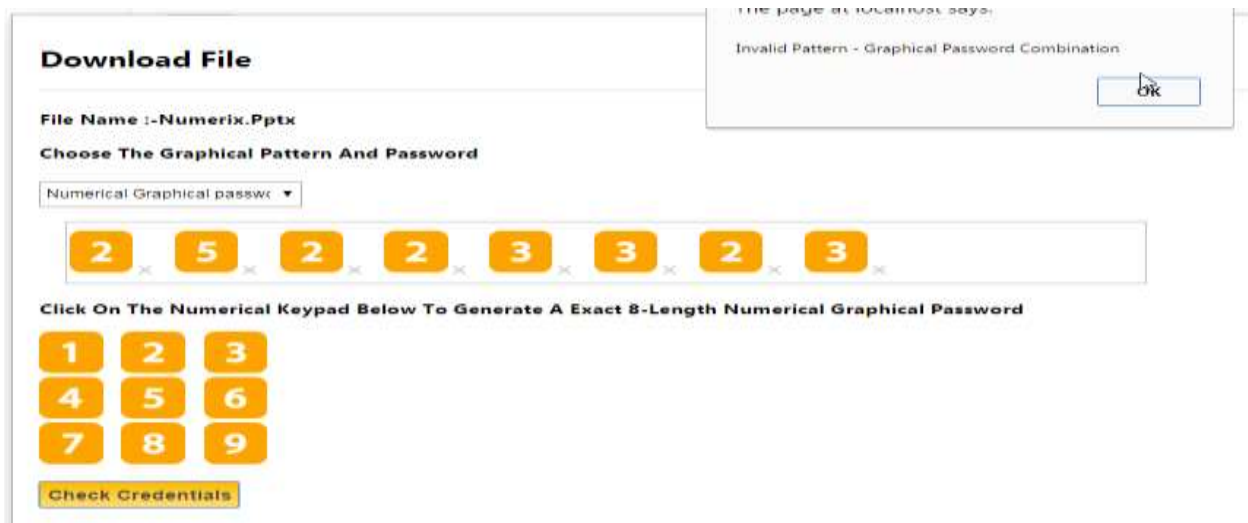 The page at localhost says:
Invalid Pattern - Graphical Password Combination
OK
Download File
File Name :-Numerix.Pptx
Choose The Graphical Pattern And Password
Numerical Graphical passw
2 5 2 2 3 3 2 3
Click On The Numerical Keypad Below To Generate A Exact 8-Length Numerical Graphical Password
1 2 3
4 5 6
7 8 9
Check Credentials